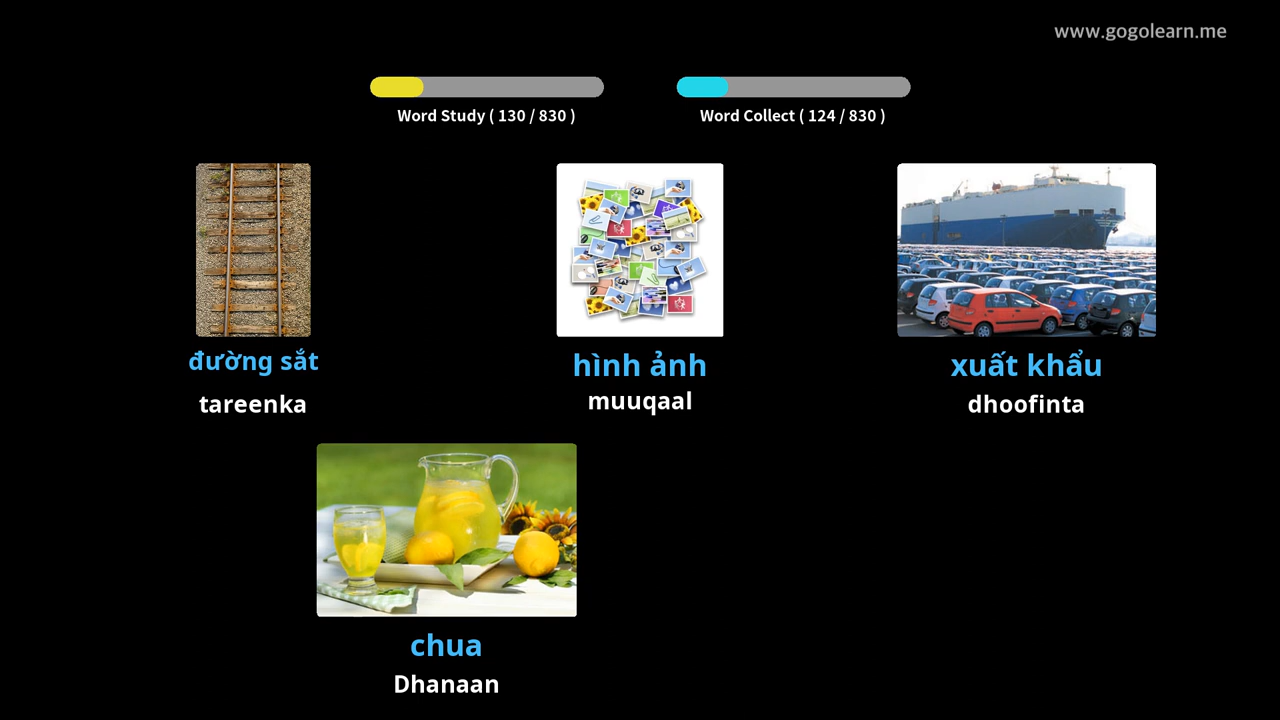 www.gogolearn.me
Word Study ( 130 / 830 )
Word Collect ( 124 / 830 )
đường sắt
tareenka
hình ảnh
muuqaal
xuất khẩu
dhoofinta
chua
Dhanaan